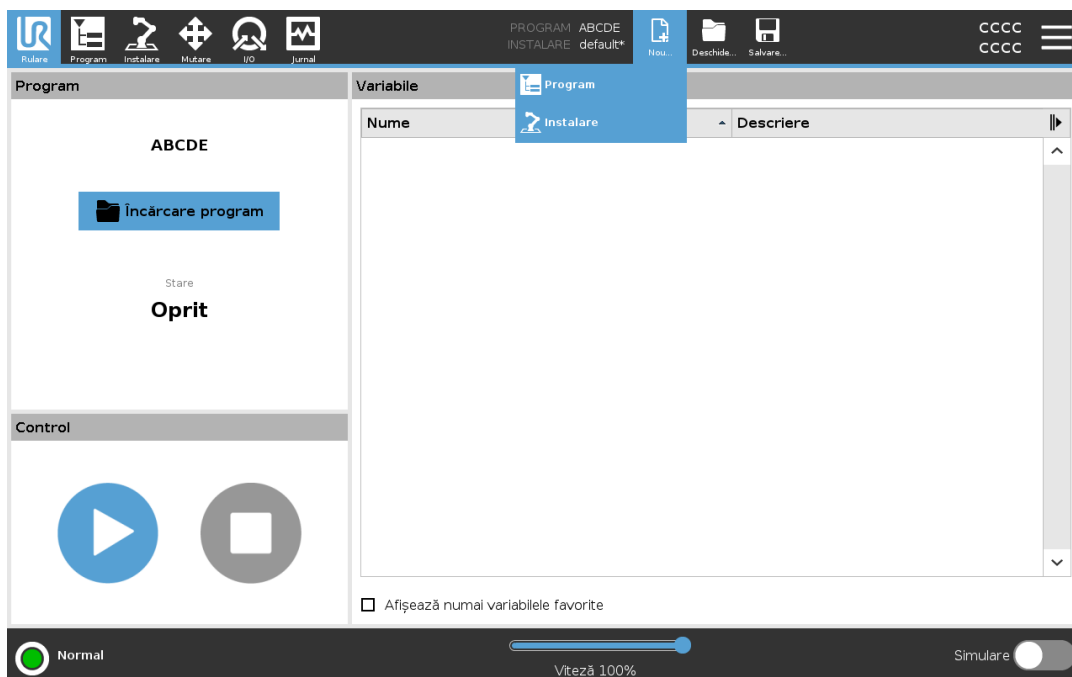 Rulare
Program
Instalare
Mutare
I/O
Jurnal
PROGRAM ABCDE
INSTALARE default*
Nou...
Deschide...
Salvare...
CCCC
CCCC
Program
Variabile
Program
Instalare
Nume
Descriere
ABCDE
Încărcare program
Stare
Oprit
Control
Afișează numai variabilele favorite
Normal
Viteză 100%
Simulare